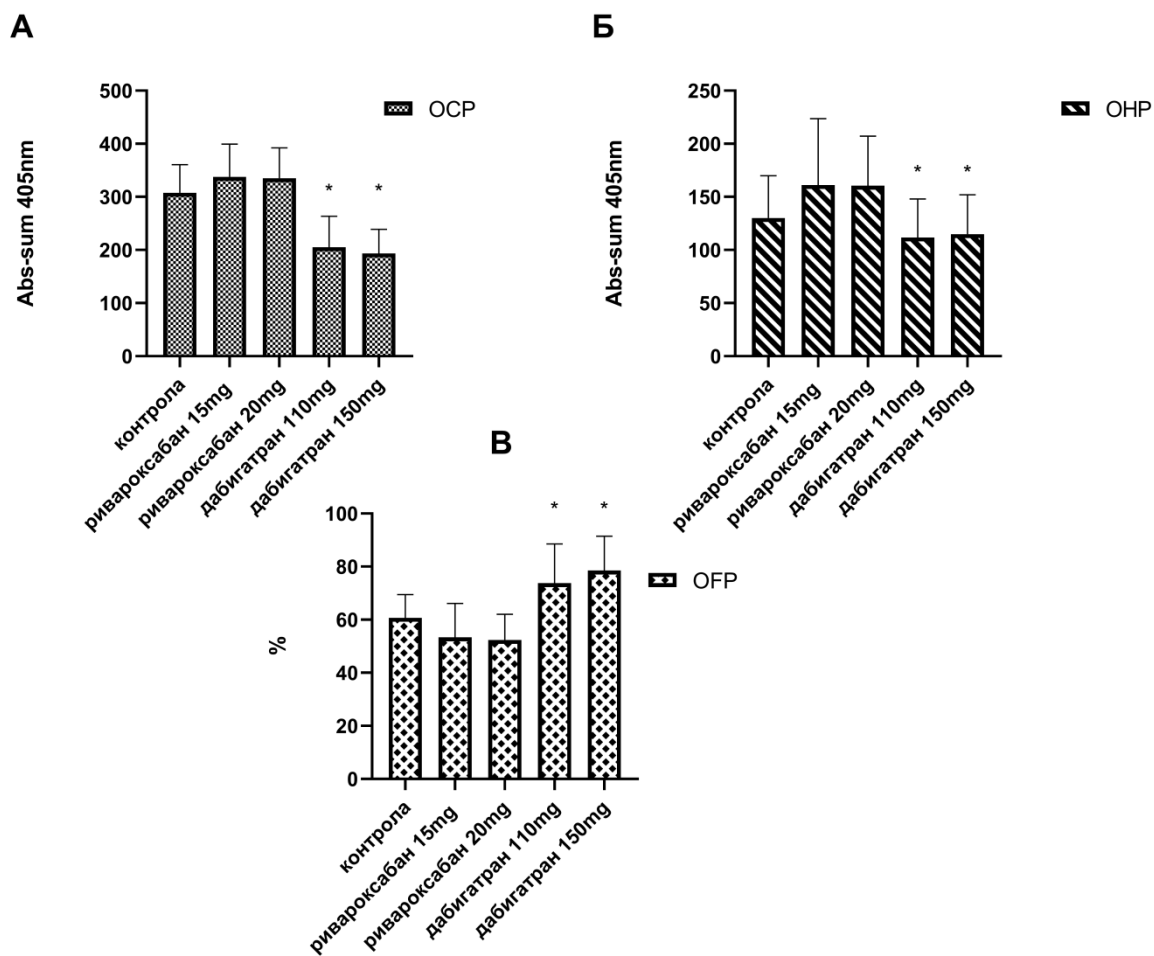 А
500
400
300
200
100
0
Abs-sum 405nm
OCP
*
*
контрола
ривароксабан 15mg
ривароксабан 20mg
дабигатран 110mg
дабигатран 150mg
Б
250
200
150
100
50
0
Abs-sum 405nm
OHP
*
*
контрола
ривароксабан 15mg
ривароксабан 20mg
дабигатран 110mg
дабигатран 150mg
В
100
80
60
40
20
0
%
OFP
*
*
контрола
ривароксабан 15mg
ривароксабан 20mg
дабигатран 110mg
дабигатран 150mg